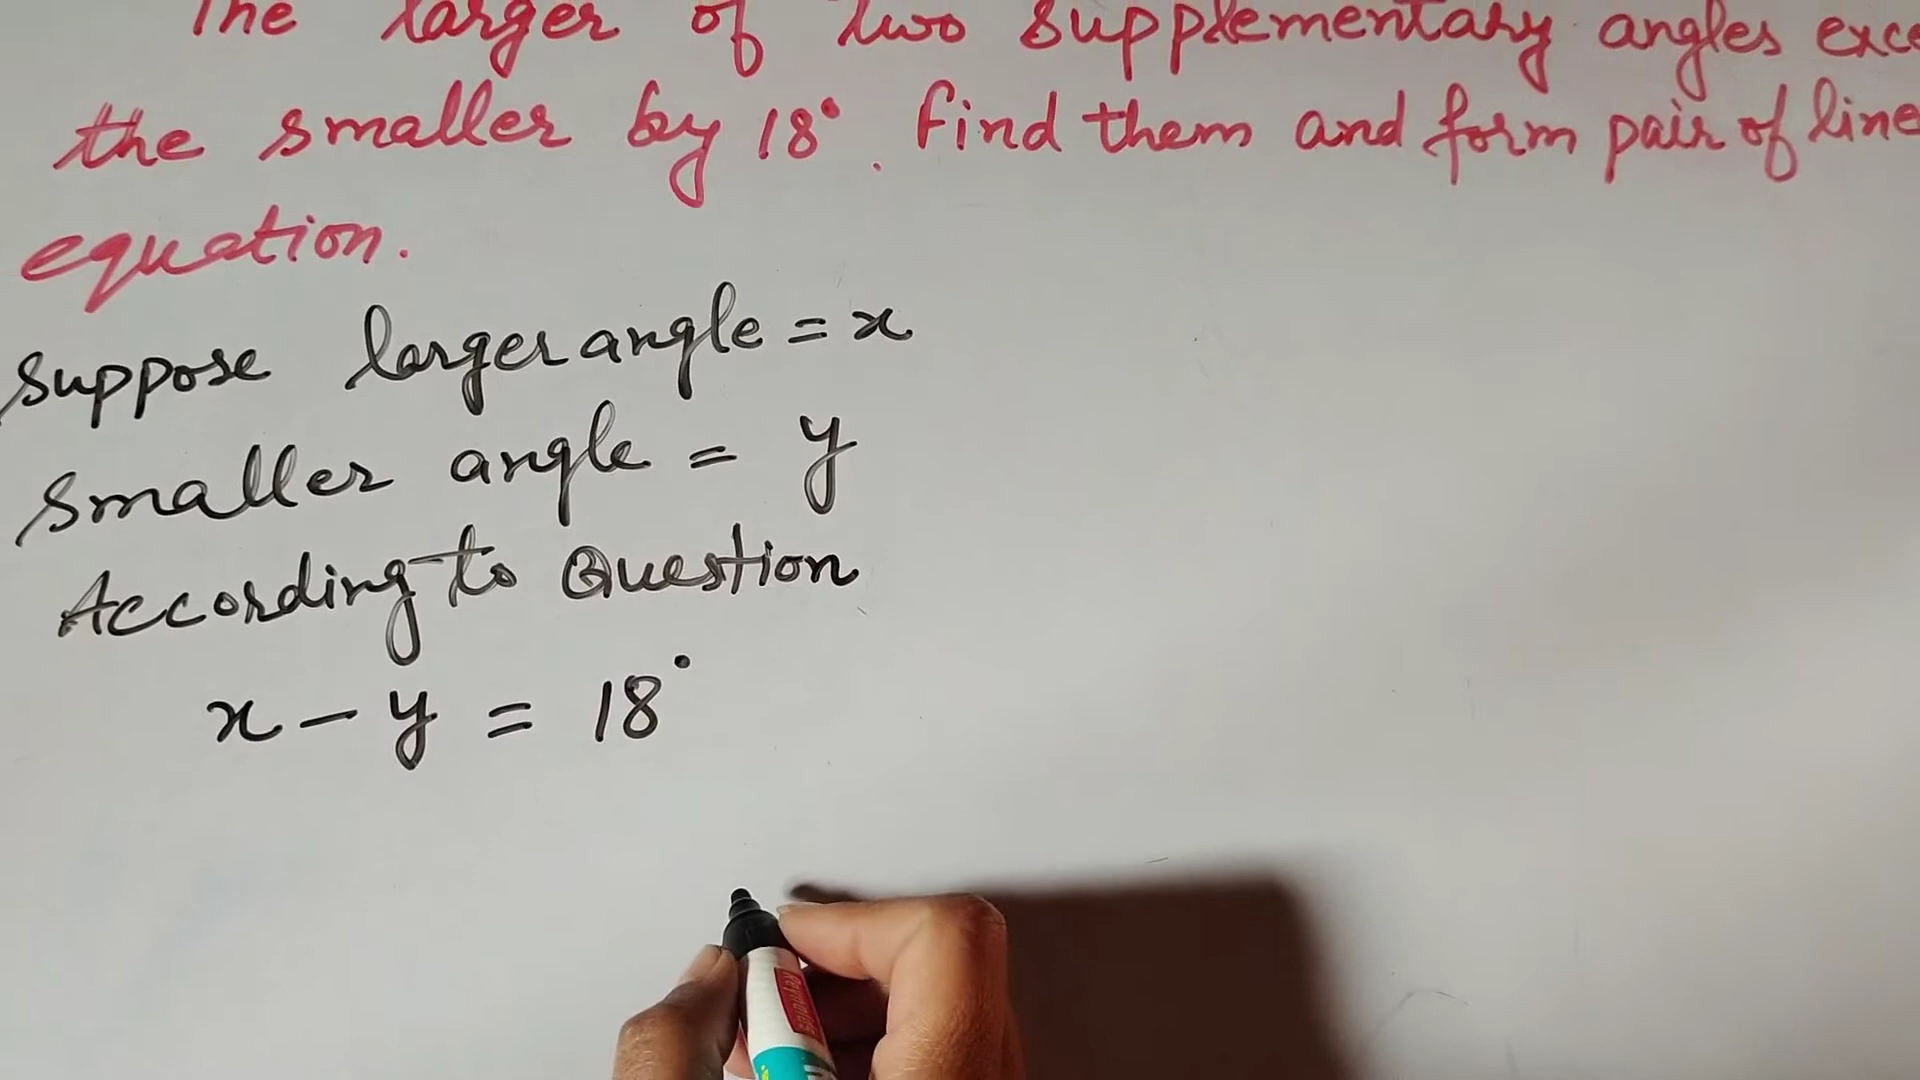 The larger of two supplementary angles exce
the smaller by 18°. Find them and form pair of line
equation.
Suppose larger angle = x
Smaller angle = y
According to Question
x - y = 18°